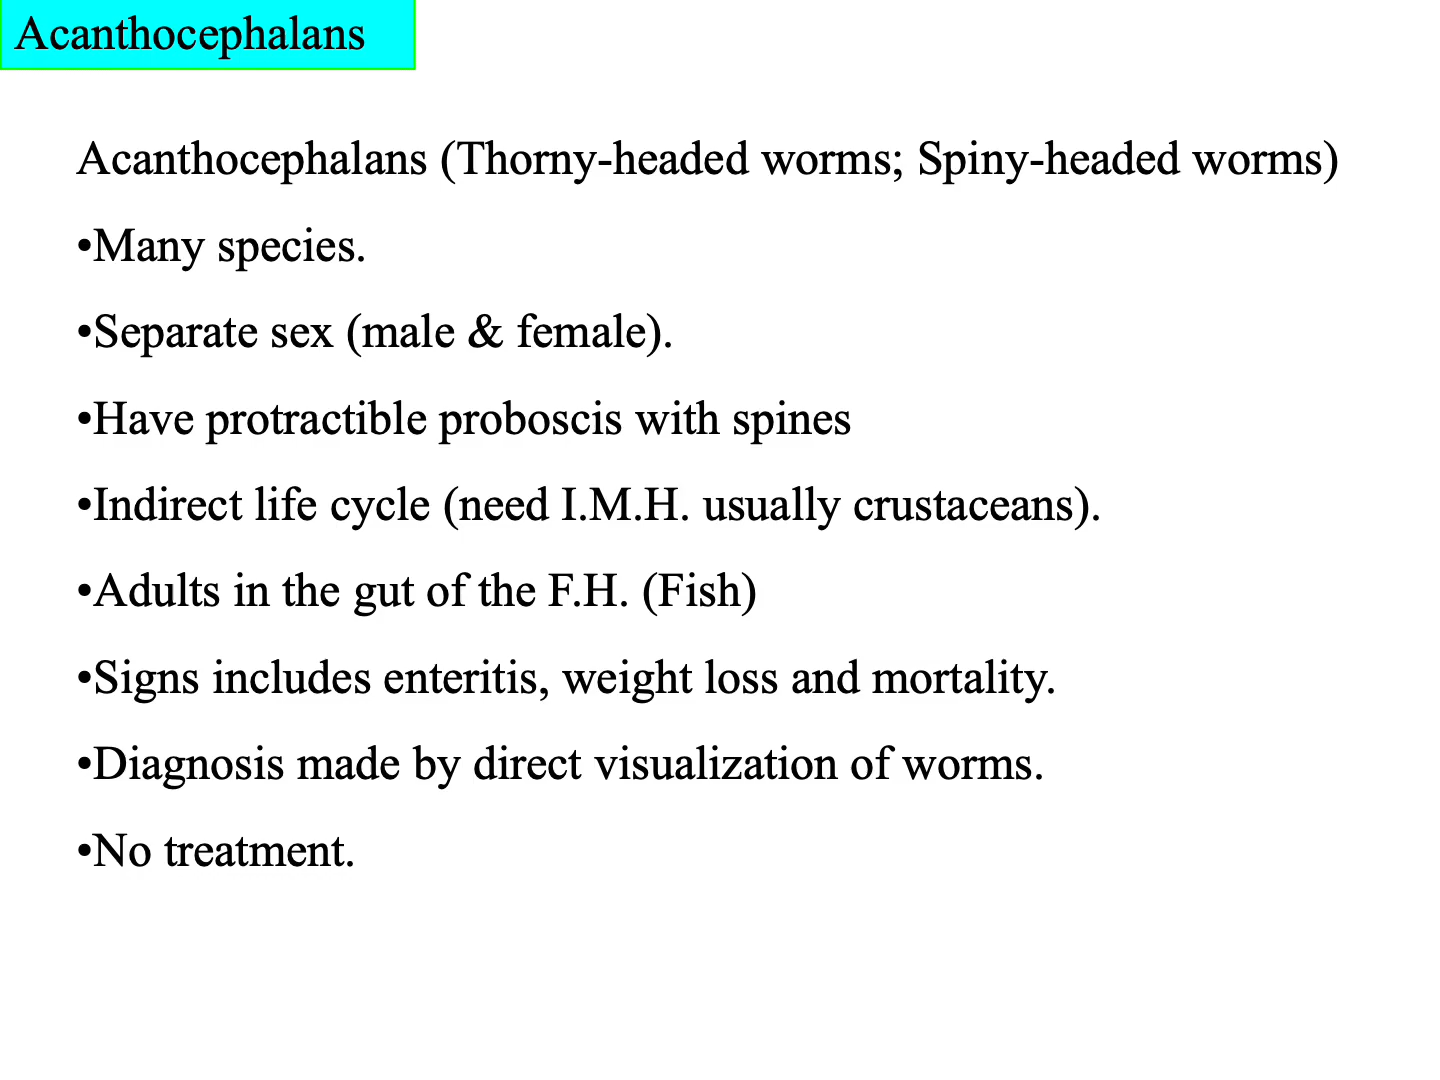 Acanthocephalans
Acanthocephalans (Thorny-headed worms; Spiny-headed worms)
•Many species.
•Separate sex (male & female).
•Have protractible proboscis with spines
•Indirect life cycle (need I.M.H. usually crustaceans).
•Adults in the gut of the F.H. (Fish)
•Signs includes enteritis, weight loss and mortality.
•Diagnosis made by direct visualization of worms.
•No treatment.